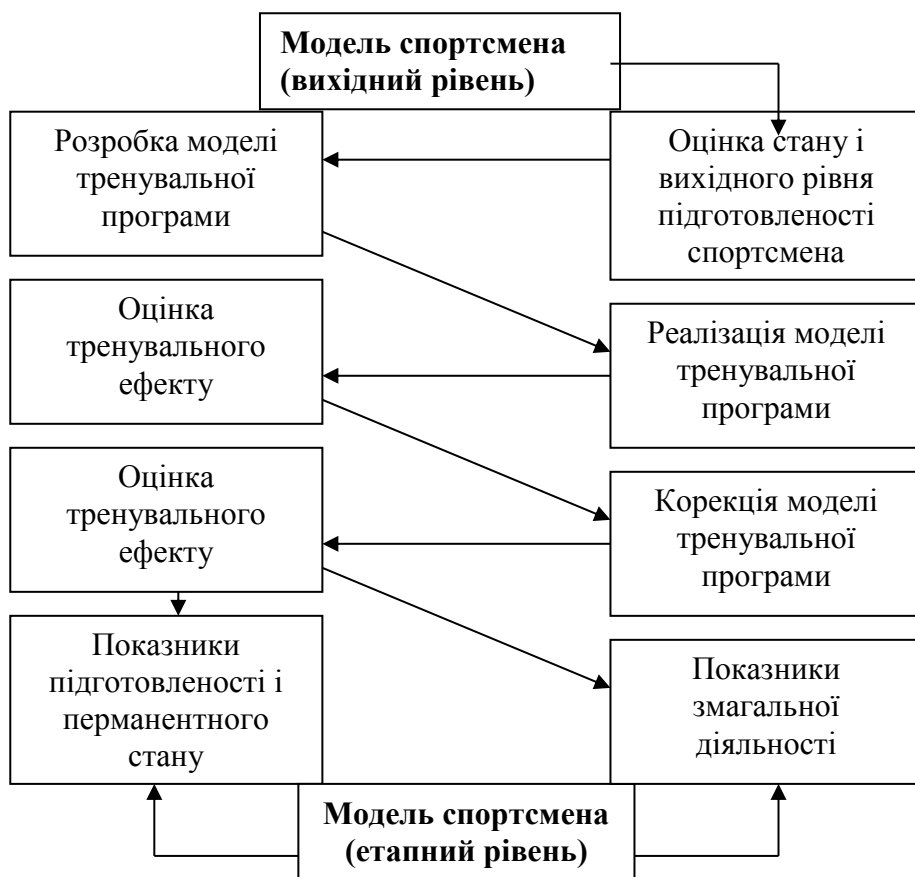 Модель спортсмена
(вихідний рівень)
Розробка моделі
тренувальної
програми
Оцінка стану і
вихідного рівня
підготовленості
спортсмена
Оцінка
тренувального
ефекту
Реалізація моделі
тренувальної
програми
Оцінка
тренувального
ефекту
Корекція моделі
тренувальної
програми
Показники
підготовленості і
перманентного
стану
Показники
змагальної
діяльності
Модель спортсмена
(етапний рівень)